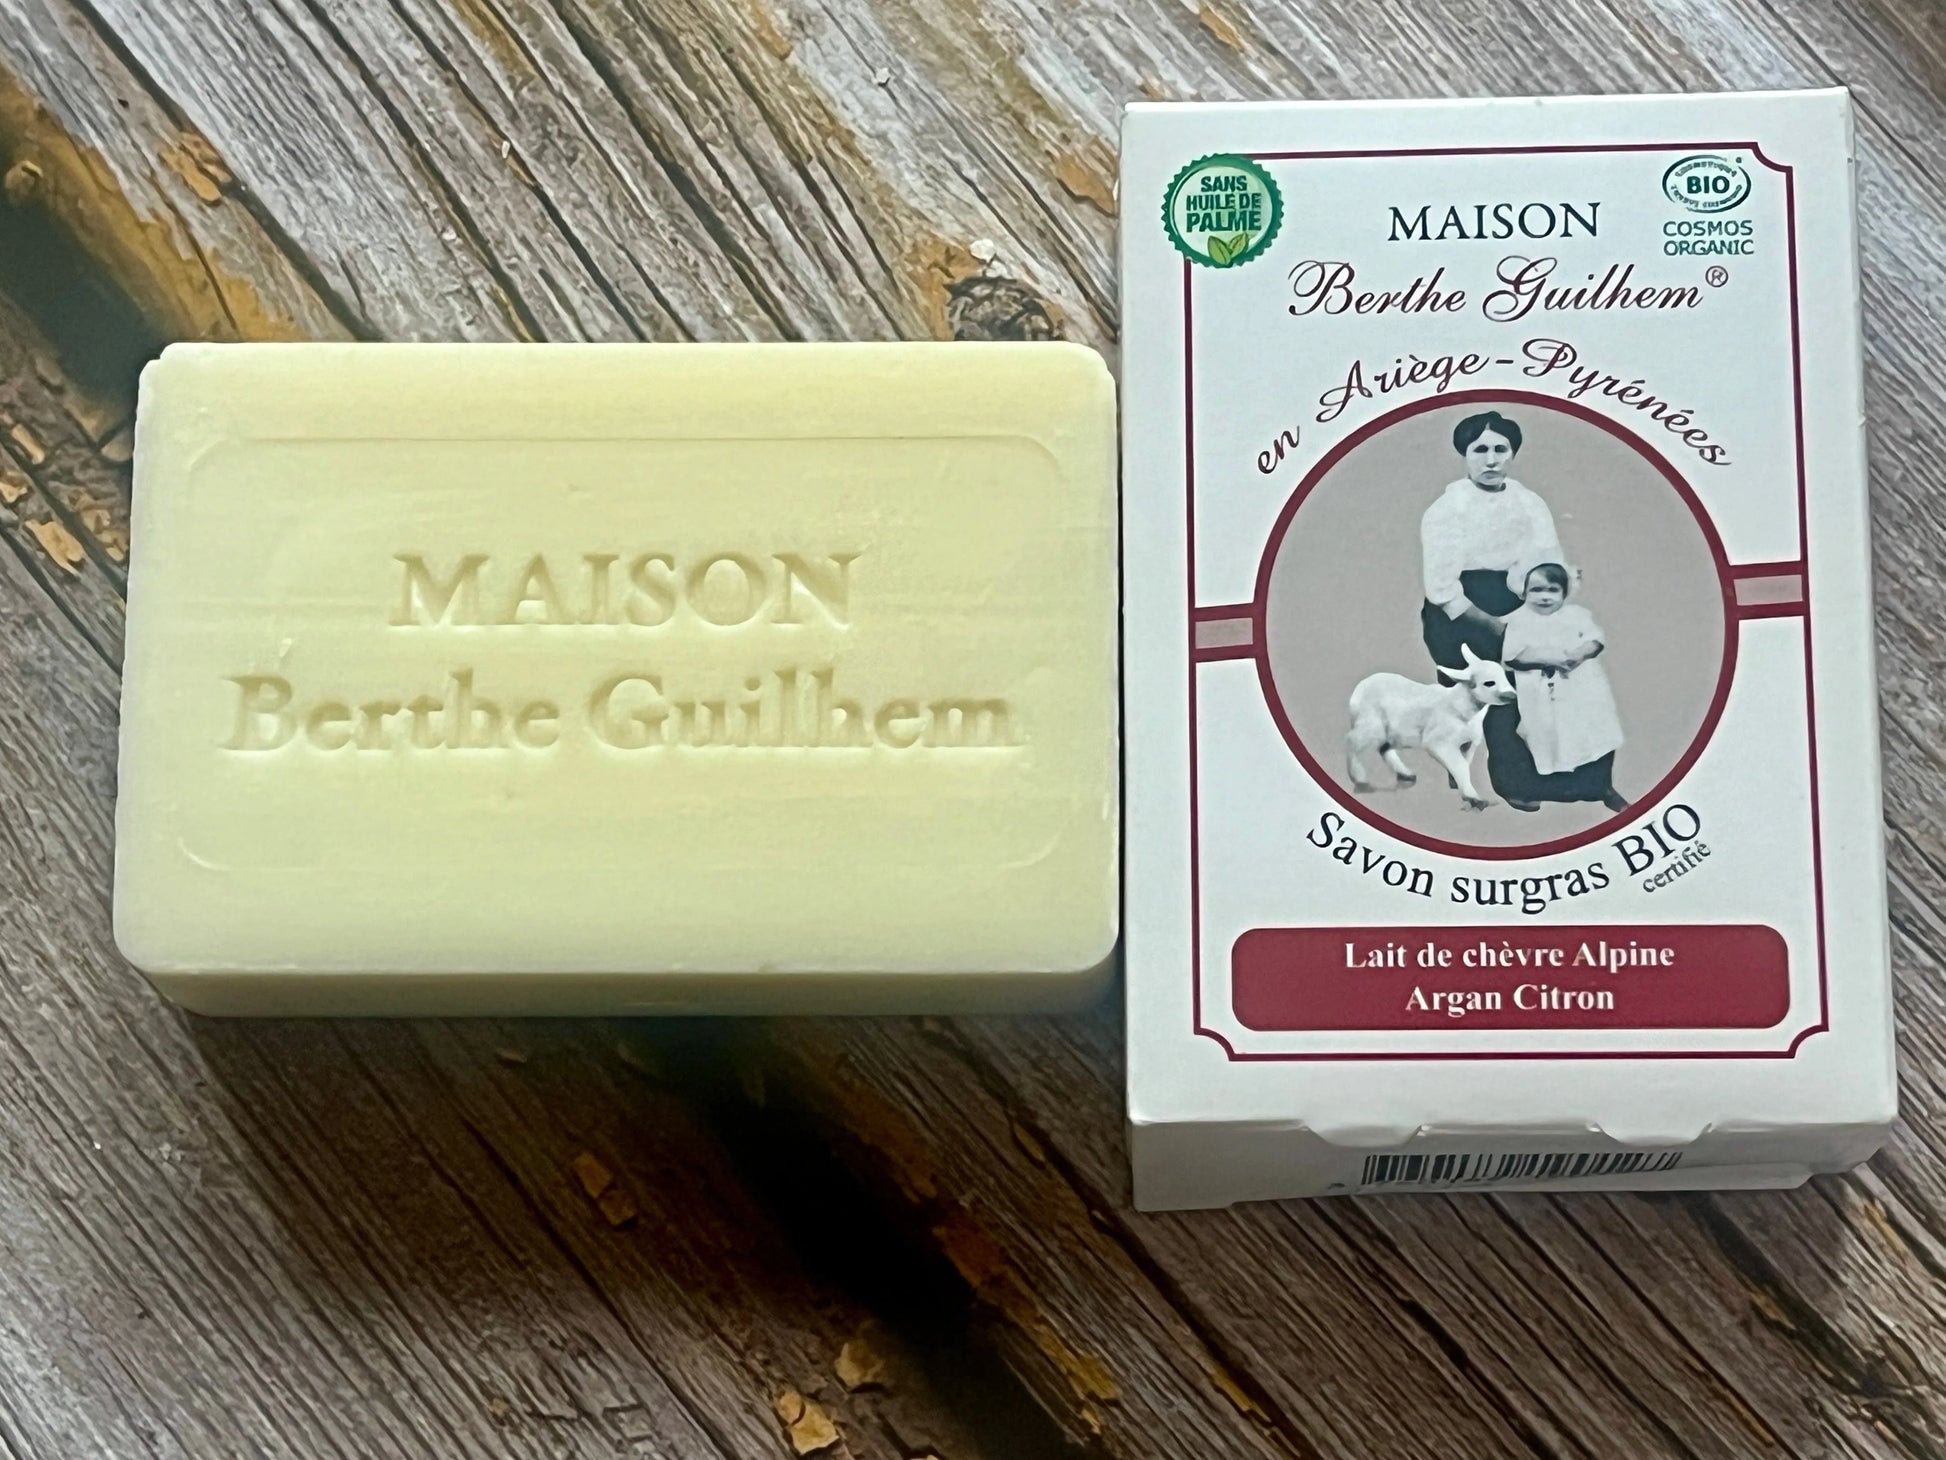 MAISON
Berthe Guilhem
SANS
HUILE DE
PALME
BIO
COSMOS
ORGANIC
MAISON
Berthe Guilhem®
en Ariège-Pyrénées
Savon surgras BIO
certifié
Lait de chèvre Alpine
Argan Citron